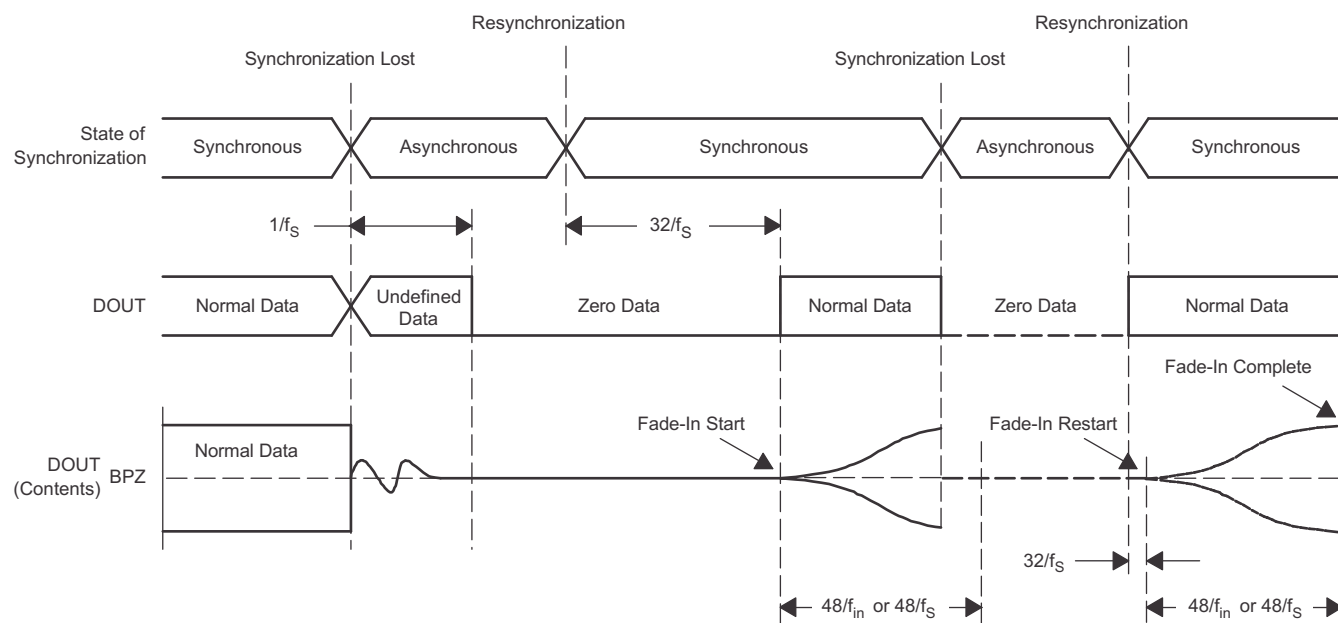 Resynchronization
Resynchronization
Synchronization Lost
Synchronization Lost
State of
Synchronization
Synchronous
Asynchronous
Synchronous
Asynchronous
Synchronous
1/fS
32/fS
DOUT
Normal Data
Undefined
Data
Zero Data
Normal Data
Zero Data
Normal Data
Fade-In Complete
Fade-In Start
Fade-In Restart
Normal Data
DOUT
(Contents)
BPZ
32/fS
48/fin or 48/fS
48/fin or 48/fS